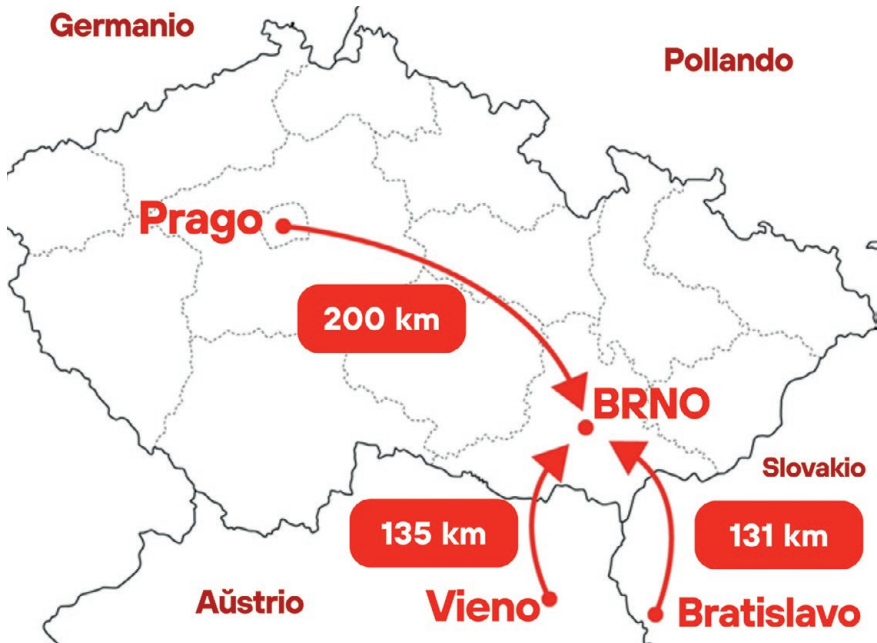 Germanio
Pollando
Prago
200 km
BRNO
Slovakio
135 km
131 km
Aŭstrio
Vieno
Bratislavo